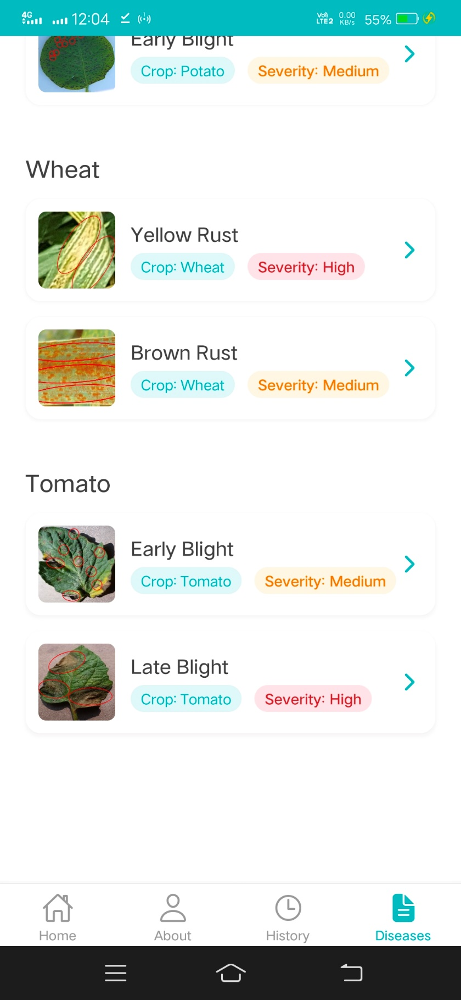 4G 12:04 Vo) LTE2 0.00 KB/s 55%
Early Blight
Crop: Potato Severity: Medium
Wheat
Yellow Rust
Crop: Wheat Severity: High
Brown Rust
Crop: Wheat Severity: Medium
Tomato
Early Blight
Crop: Tomato Severity: Medium
Late Blight
Crop: Tomato Severity: High
Home About History Diseases